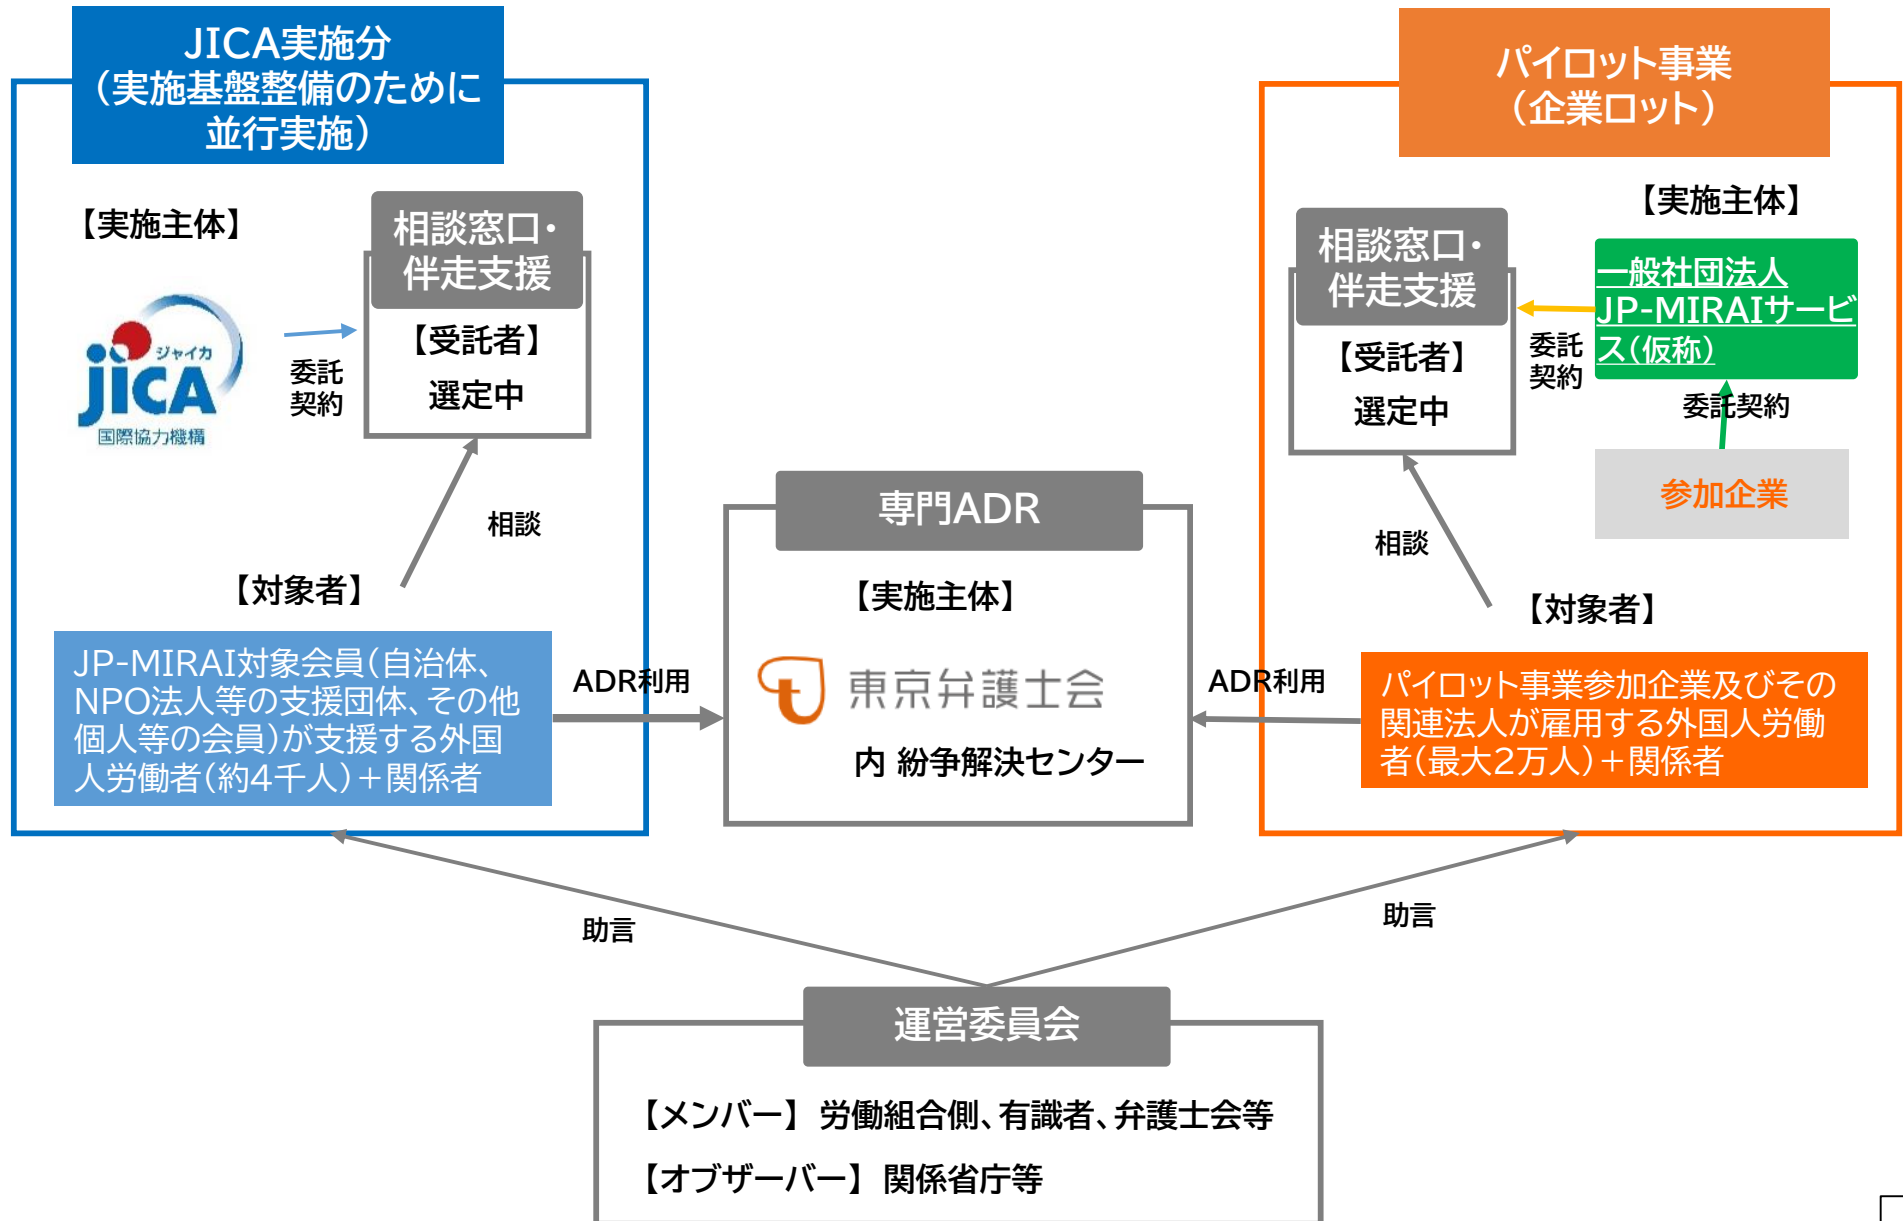 JICA実施分
（実施基盤整備のために
並行実施）
【実施主体】
ジャイカ
JICA
国際協力機構
委託
契約
相談窓口・
伴走支援
【受託者】
選定中
相談
【対象者】
JP-MIRAI対象会員（自治体、
NPO法人等の支援団体、その他
個人等の会員）が支援する外国
人労働者（約4千人）＋関係者
ADR利用
専門ADR
【実施主体】
東京弁護士会
内 紛争解決センター
パイロット事業
（企業ロット）
相談窓口・
伴走支援
【受託者】
選定中
委託
契約
【実施主体】
一般社団法人
JP-MIRAIサービ
ス（仮称）
委託契約
参加企業
相談
【対象者】
ADR利用
パイロット事業参加企業及びその
関連法人が雇用する外国人労働
者（最大2万人）＋関係者
助言
助言
運営委員会
【メンバー】 労働組合側、有識者、弁護士会等
【オブザーバー】 関係省庁等